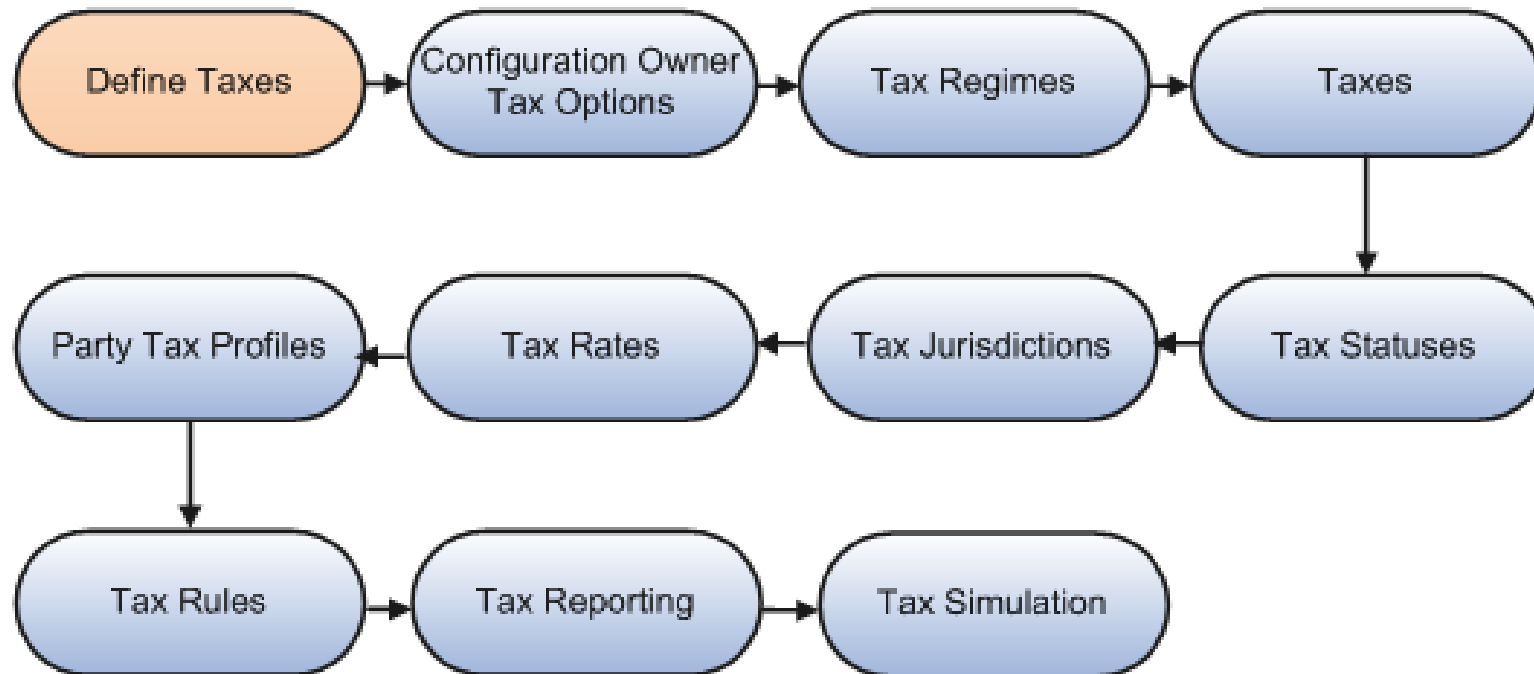 Define Taxes
Configuration Owner
Tax Options
Tax Regimes
Taxes
Party Tax Profiles
Tax Rates
Tax Jurisdictions
Tax Statuses
Tax Rules
Tax Reporting
Tax Simulation